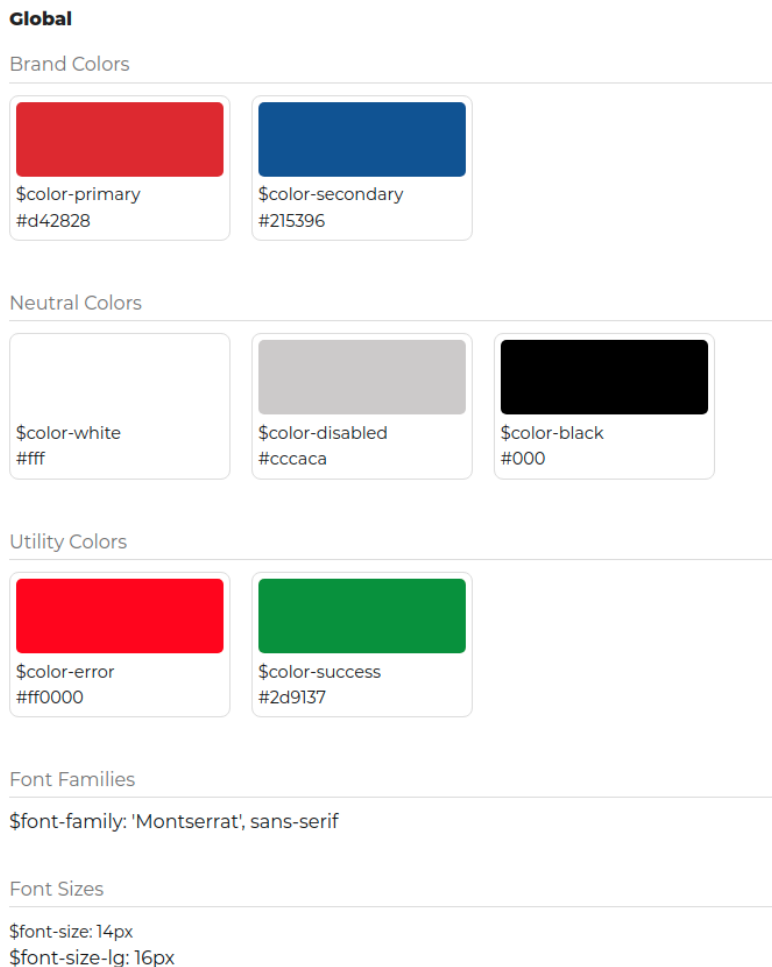 Global
Brand Colors
$color-primary
#d42828
$color-secondary
#215396
Neutral Colors
$color-white
#fff
$color-disabled
#cccaca
$color-black
#000
Utility Colors
$color-error
#ff0000
$color-success
#2d9137
Font Families
$font-family: 'Montserrat', sans-serif
Font Sizes
$font-size: 14px
$font-size-lg: 16px